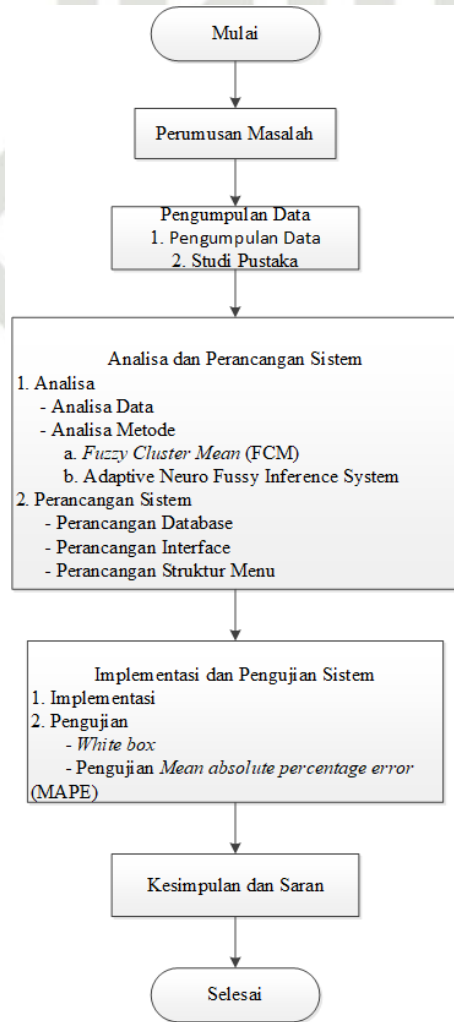 Mulai
Perumusan Masalah
Pengumpulan Data
1. Pengumpulan Data
2. Studi Pustaka
Analisa dan Perancangan Sistem
1. Analisa
- Analisa Data
- Analisa Metode
a. Fuzzy Cluster Mean (FCM)
b. Adaptive Neuro Fussy Inference System
2. Perancangan Sistem
- Perancangan Database
- Perancangan Interface
- Perancangan Struktur Menu
Implementasi dan Pengujian Sistem
1. Implementasi
2. Pengujian
- White box
- Pengujian Mean absolute percentage error
(MAPE)
Kesimpulan dan Saran
Selesai